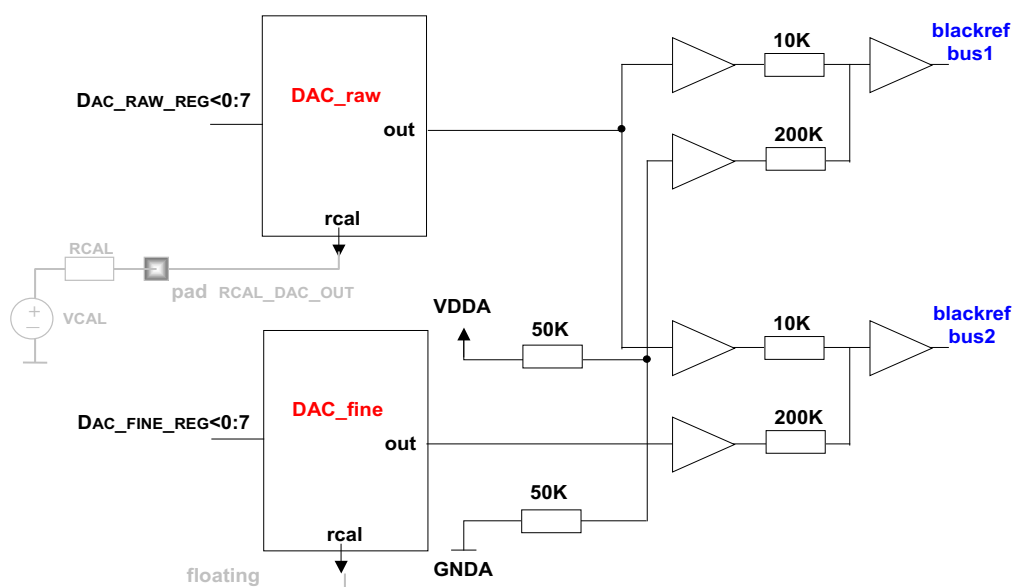 blackref
bus1
10K
DAC_raw
DAC_RAW_REG<0:7
out
200K
rcal
RCAL
pad RCAL_DAC_OUT
VCAL
VDDA
50K
10K
blackref
bus2
DAC_fine
DAC_FINE_REG<0:7
out
200K
50K
rcal
GNDA
floating